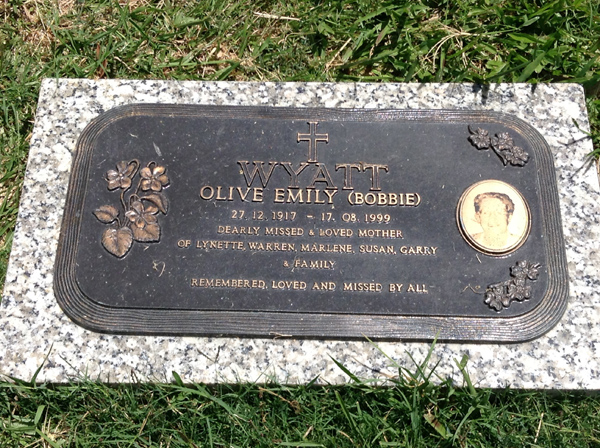 WYATT
OLIVE EMILY (BOBBIE)
27. 12. 1917 - 17. 08. 1999
DEARLY MISSED & LOVED MOTHER
OF LYNETTE, WARREN, MARLENE, SUSAN, GARRY
& FAMILY
REMEMBERED, LOVED AND MISSED BY ALL